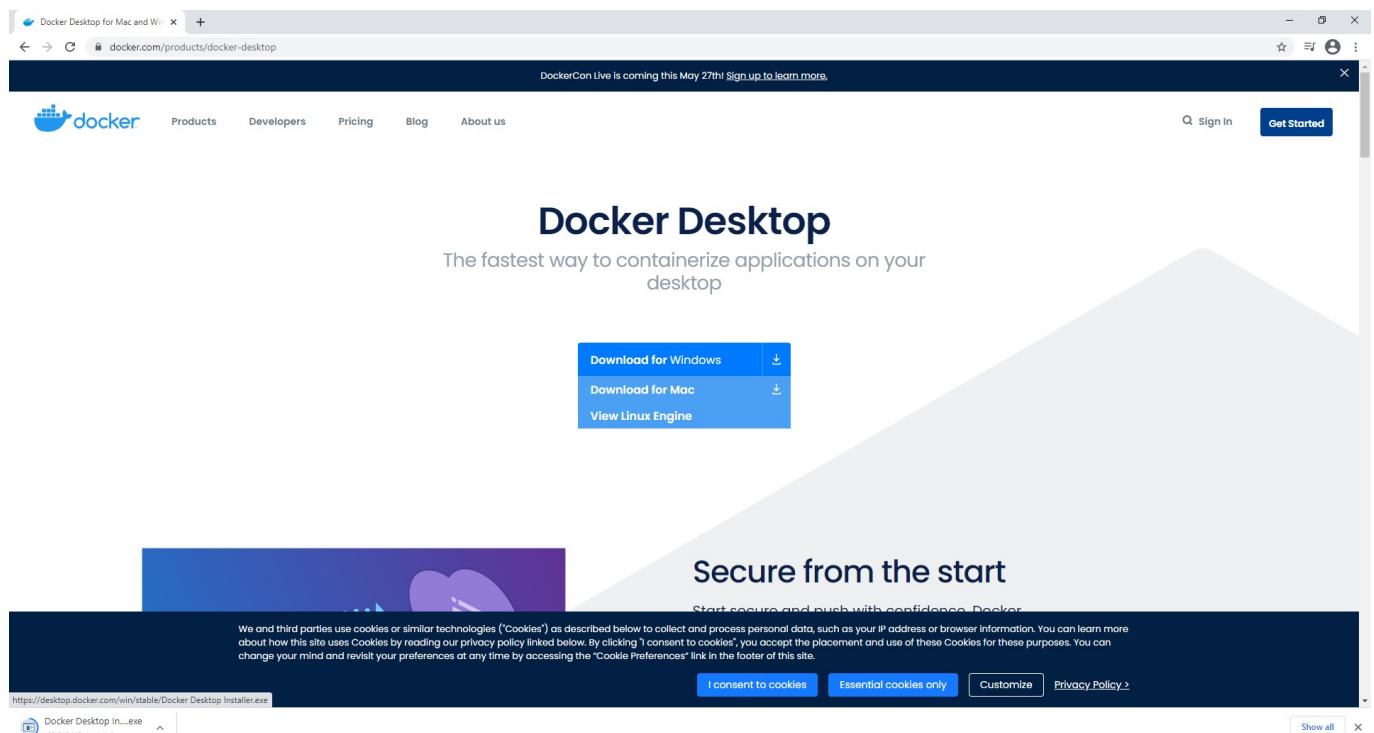 Docker Desktop for Mac and Wi
docker.com/products/docker-desktop
DockerCon Live is coming this May 27th! Sign up to learn more.
docker
Products Developers Pricing Blog About us Sign In Get Started
Docker Desktop
The fastest way to containerize applications on your
desktop
Download for Windows
Download for Mac
View Linux Engine
Secure from the start
Start secure and push with confidence. Docker
We and third parties use cookies or similar technologies ("Cookies") as described below to collect and process personal data, such as your IP address or browser information. You can learn more
about how this site uses Cookies by reading our privacy policy linked below. By clicking "I consent to cookies", you accept the placement and use of these Cookies for these purposes. You can
change your mind and revisit your preferences at any time by accessing the "Cookie Preferences" link in the footer of this site.
I consent to cookies Essential cookies only Customize Privacy Policy >
https://desktop.docker.com/win/stable/Docker Desktop Installer.exe
Docker Desktop In....exe
Show all